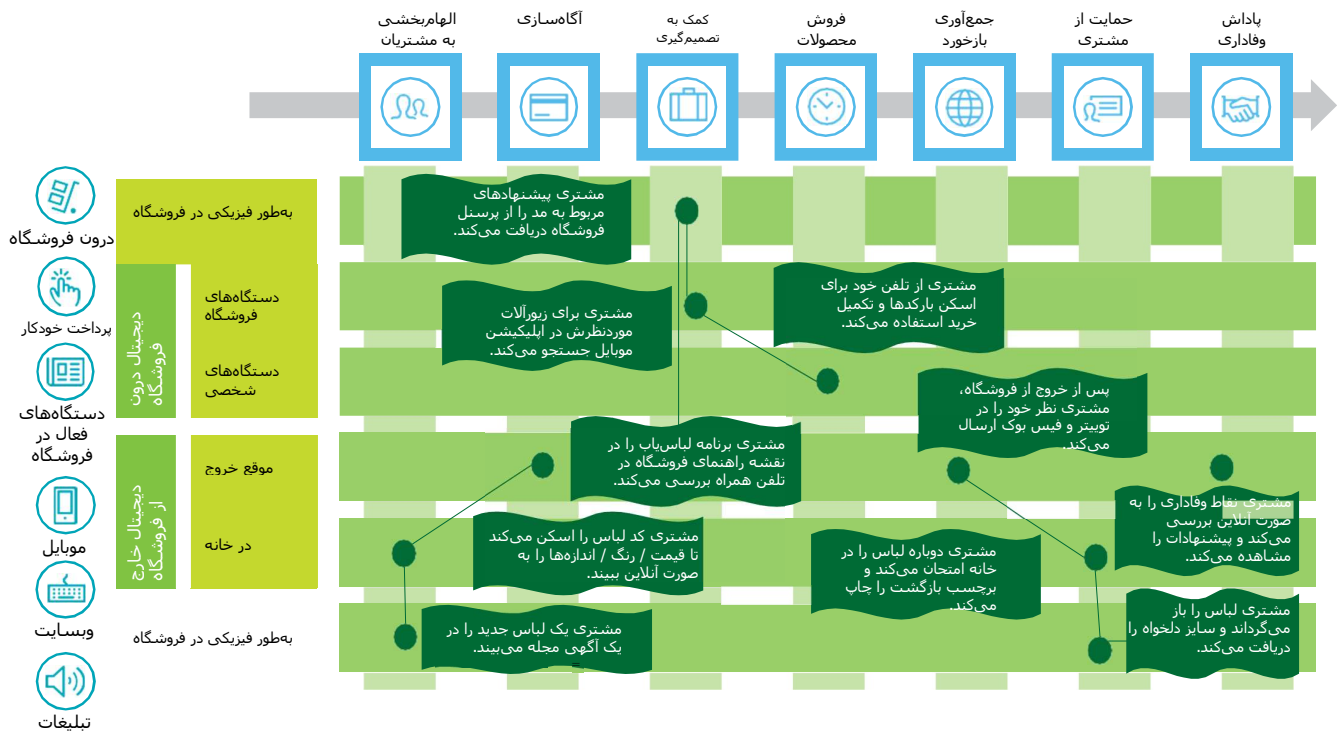 الهام‌بخشی
به مشتریان
آگاه‌سازی
کمک به
تصمیم‌گیری
فروش
محصولات
جمع‌آوری
بازخورد
حمایت از
مشتری
پاداش
وفاداری
درون فروشگاه
پرداخت خودکار
دستگاه‌های
فعال در
فروشگاه
موبایل
وبسایت
تبلیغات
به‌طور فیزیکی در فروشگاه
دیجیتال درون
فروشگاه
دستگاه‌های
فروشگاه
دستگاه‌های
شخصی
دیجیتال خارج
از فروشگاه
موقع خروج
در خانه
به‌طور فیزیکی در فروشگاه
مشتری پیشنهادهای
مربوط به مد را از پرسنل
فروشگاه دریافت می‌کند.
مشتری برای زیورآلات
موردنظرش در اپلیکیشن
موبایل جستجو می‌کند.
مشتری از تلفن خود برای
اسکن بارکدها و تکمیل
خرید استفاده می‌کند.
پس از خروج از فروشگاه،
مشتری نظر خود را در
توییتر و فیس بوک ارسال
می‌کند.
مشتری برنامه لباس‌یاب را در
نقشه راهنمای فروشگاه در
تلفن همراه بررسی می‌کند.
مشتری نقاط وفاداری را به
صورت آنلاین بررسی
می‌کند و پیشنهادات را
مشاهده می‌کند.
مشتری کد لباس را اسکن می‌کند
تا قیمت / رنگ / اندازه‌ها را به
صورت آنلاین ببیند.
مشتری دوباره لباس را در
خانه امتحان می‌کند و
برچسب بازگشت را چاپ
می‌کند.
مشتری یک لباس جدید را در
یک آگهی مجله می‌بیند.
مشتری لباس را باز
می‌گرداند و سایز دلخواه را
دریافت می‌کند.